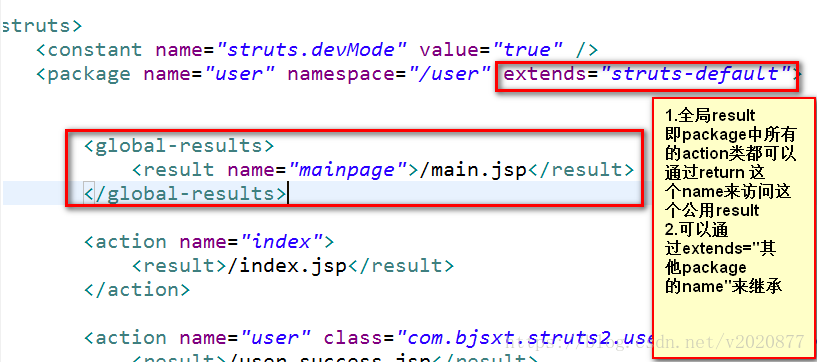 struts>
<constant name="struts.devMode" value="true" />
<package name="user" namespace="/user" extends="struts-default">
<global-results>
<result name="mainpage">/main.jsp</result>
</global-results>
<action name="index">
<result>/index.jsp</result>
</action>
<action name="user" class="com.bjsxt.struts2.use
<result>/user_success.jsp</result>
1.全局result
即package中所有
的action类都可以
通过return 这
个name来访问这
个公用result
2.可以通
过extends="其
他package
的name"来继承
https://blog.csdn.net/v2020877